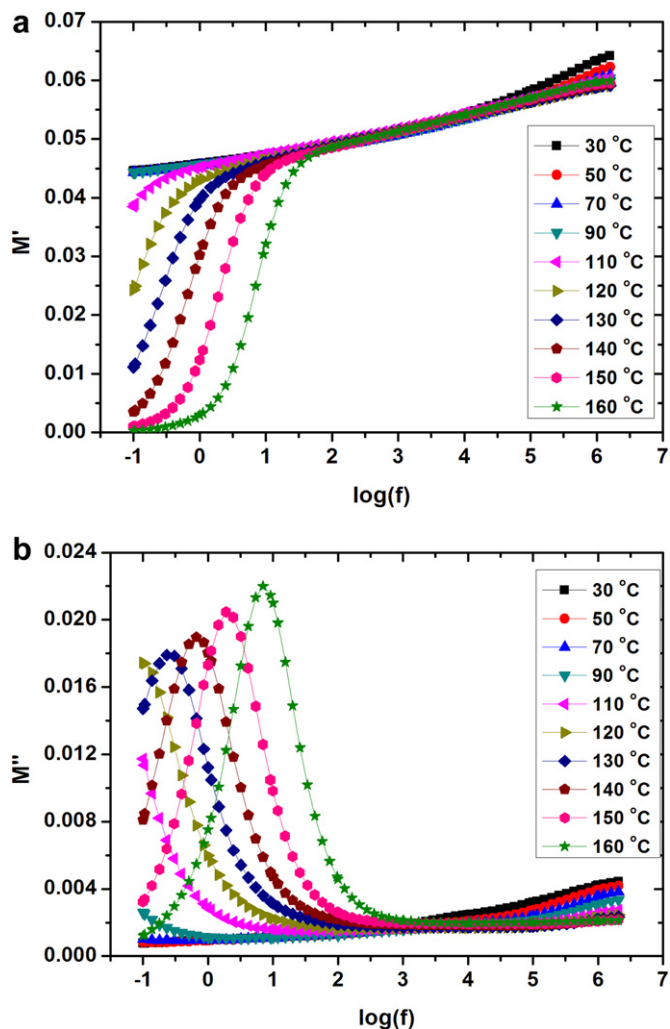 a
0.07
0.06
0.05
0.04
0.03
0.02
0.01
0.00
M'
30 °C
50 °C
70 °C
90 °C
110 °C
120 °C
130 °C
140 °C
150 °C
160 °C
-1 0 1 2 3 4 5 6 7
log(f)
b
0.024
0.020
0.016
0.012
0.008
0.004
0.000
M"
30 °C
50 °C
70 °C
90 °C
110 °C
120 °C
130 °C
140 °C
150 °C
160 °C
-1 0 1 2 3 4 5 6 7
log(f)